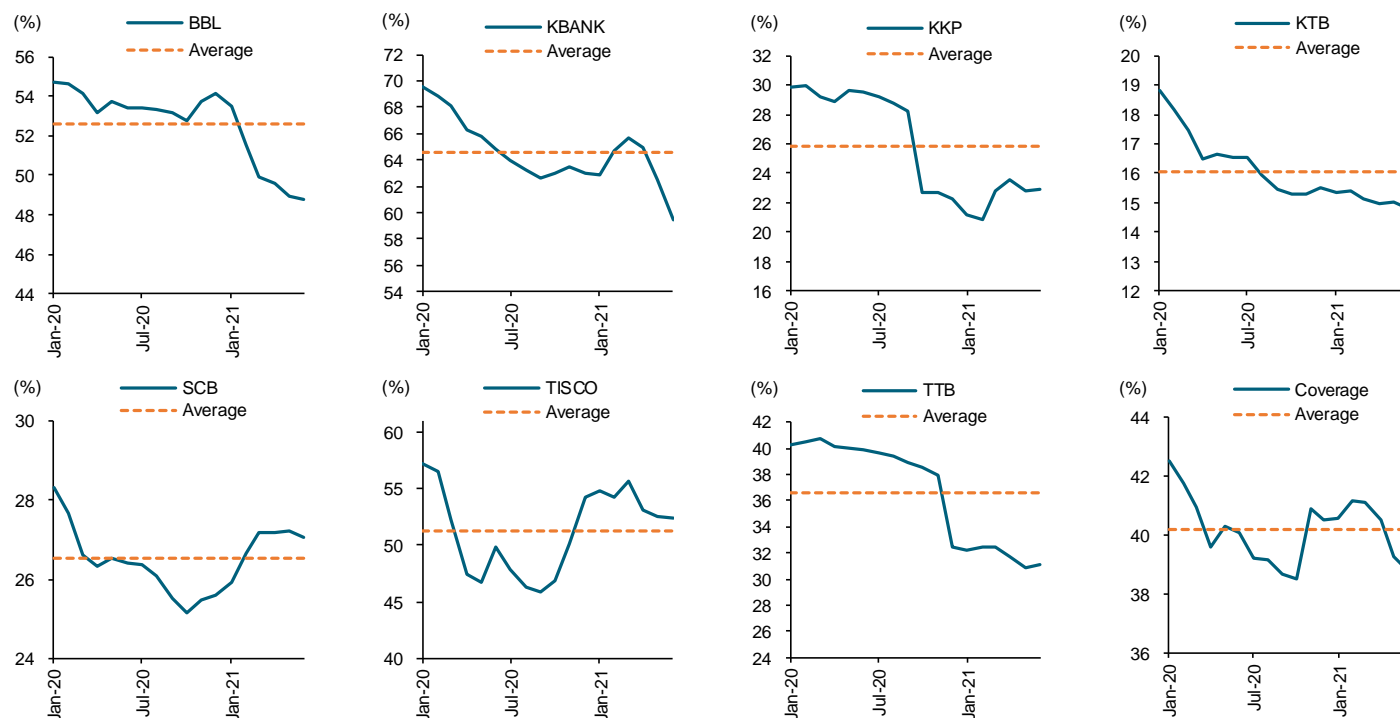 (%)
BBL
Average
56
54
52
50
48
46
44
Jan-20
Jul-20
Jan-21
(%)
KBANK
Average
72
70
68
66
64
62
60
58
56
54
Jan-20
Jul-20
Jan-21
(%)
KKP
Average
32
30
28
26
24
22
20
18
16
Jan-20
Jul-20
Jan-21
(%)
KTB
Average
20
19
18
17
16
15
14
13
12
Jan-20
Jul-20
Jan-21
(%)
SCB
Average
30
28
26
24
Jan-20
Jul-20
Jan-21
(%)
TISCO
Average
60
55
50
45
40
Jan-20
Jul-20
Jan-21
(%)
TTB
Average
42
40
38
36
34
32
30
28
26
24
Jan-20
Jul-20
Jan-21
(%)
Coverage
Average
44
42
40
38
36
Jan-20
Jul-20
Jan-21